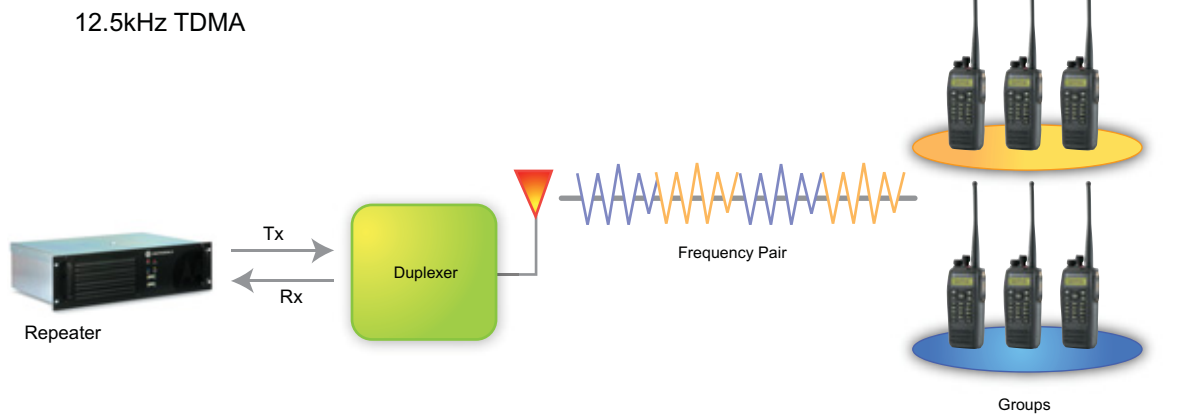 12.5kHz TDMA
Tx
Rx
Duplexer
Frequency Pair
Repeater
Groups